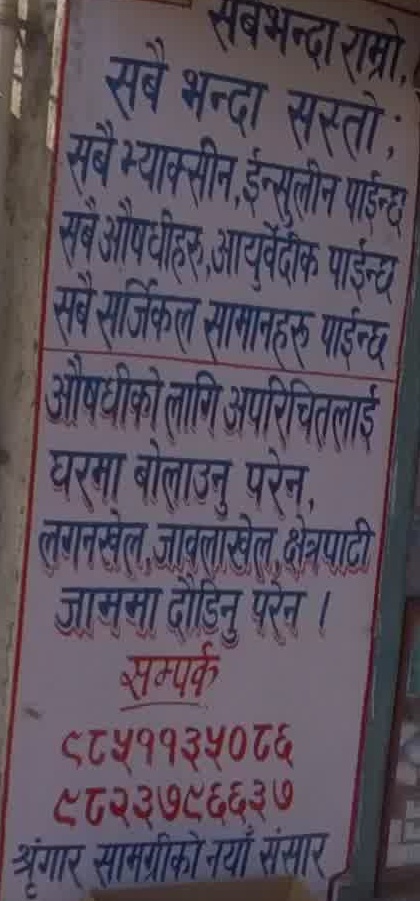 सबभन्दा राम्रो,
सबै भन्दा सस्तो;
सबै भ्याक्सीन,ईन्सुलीन पाईन्छ
सबै औषधीहरु,आयुर्वेदीक पाईन्छ
सबै सर्जिकल सामानहरु पाईन्छ
औषधीको लागि अपरिचितलाई
घरमा बोलाउनु परेन,
लगनखेल,जावलाखेल,क्षेत्रपाटी
जाममा दौडिनु परेन ।
सम्पर्क
९८५११३५०८६
९८२३७९६६३७
श्रृंगार सामग्रीको नयाँ संसार